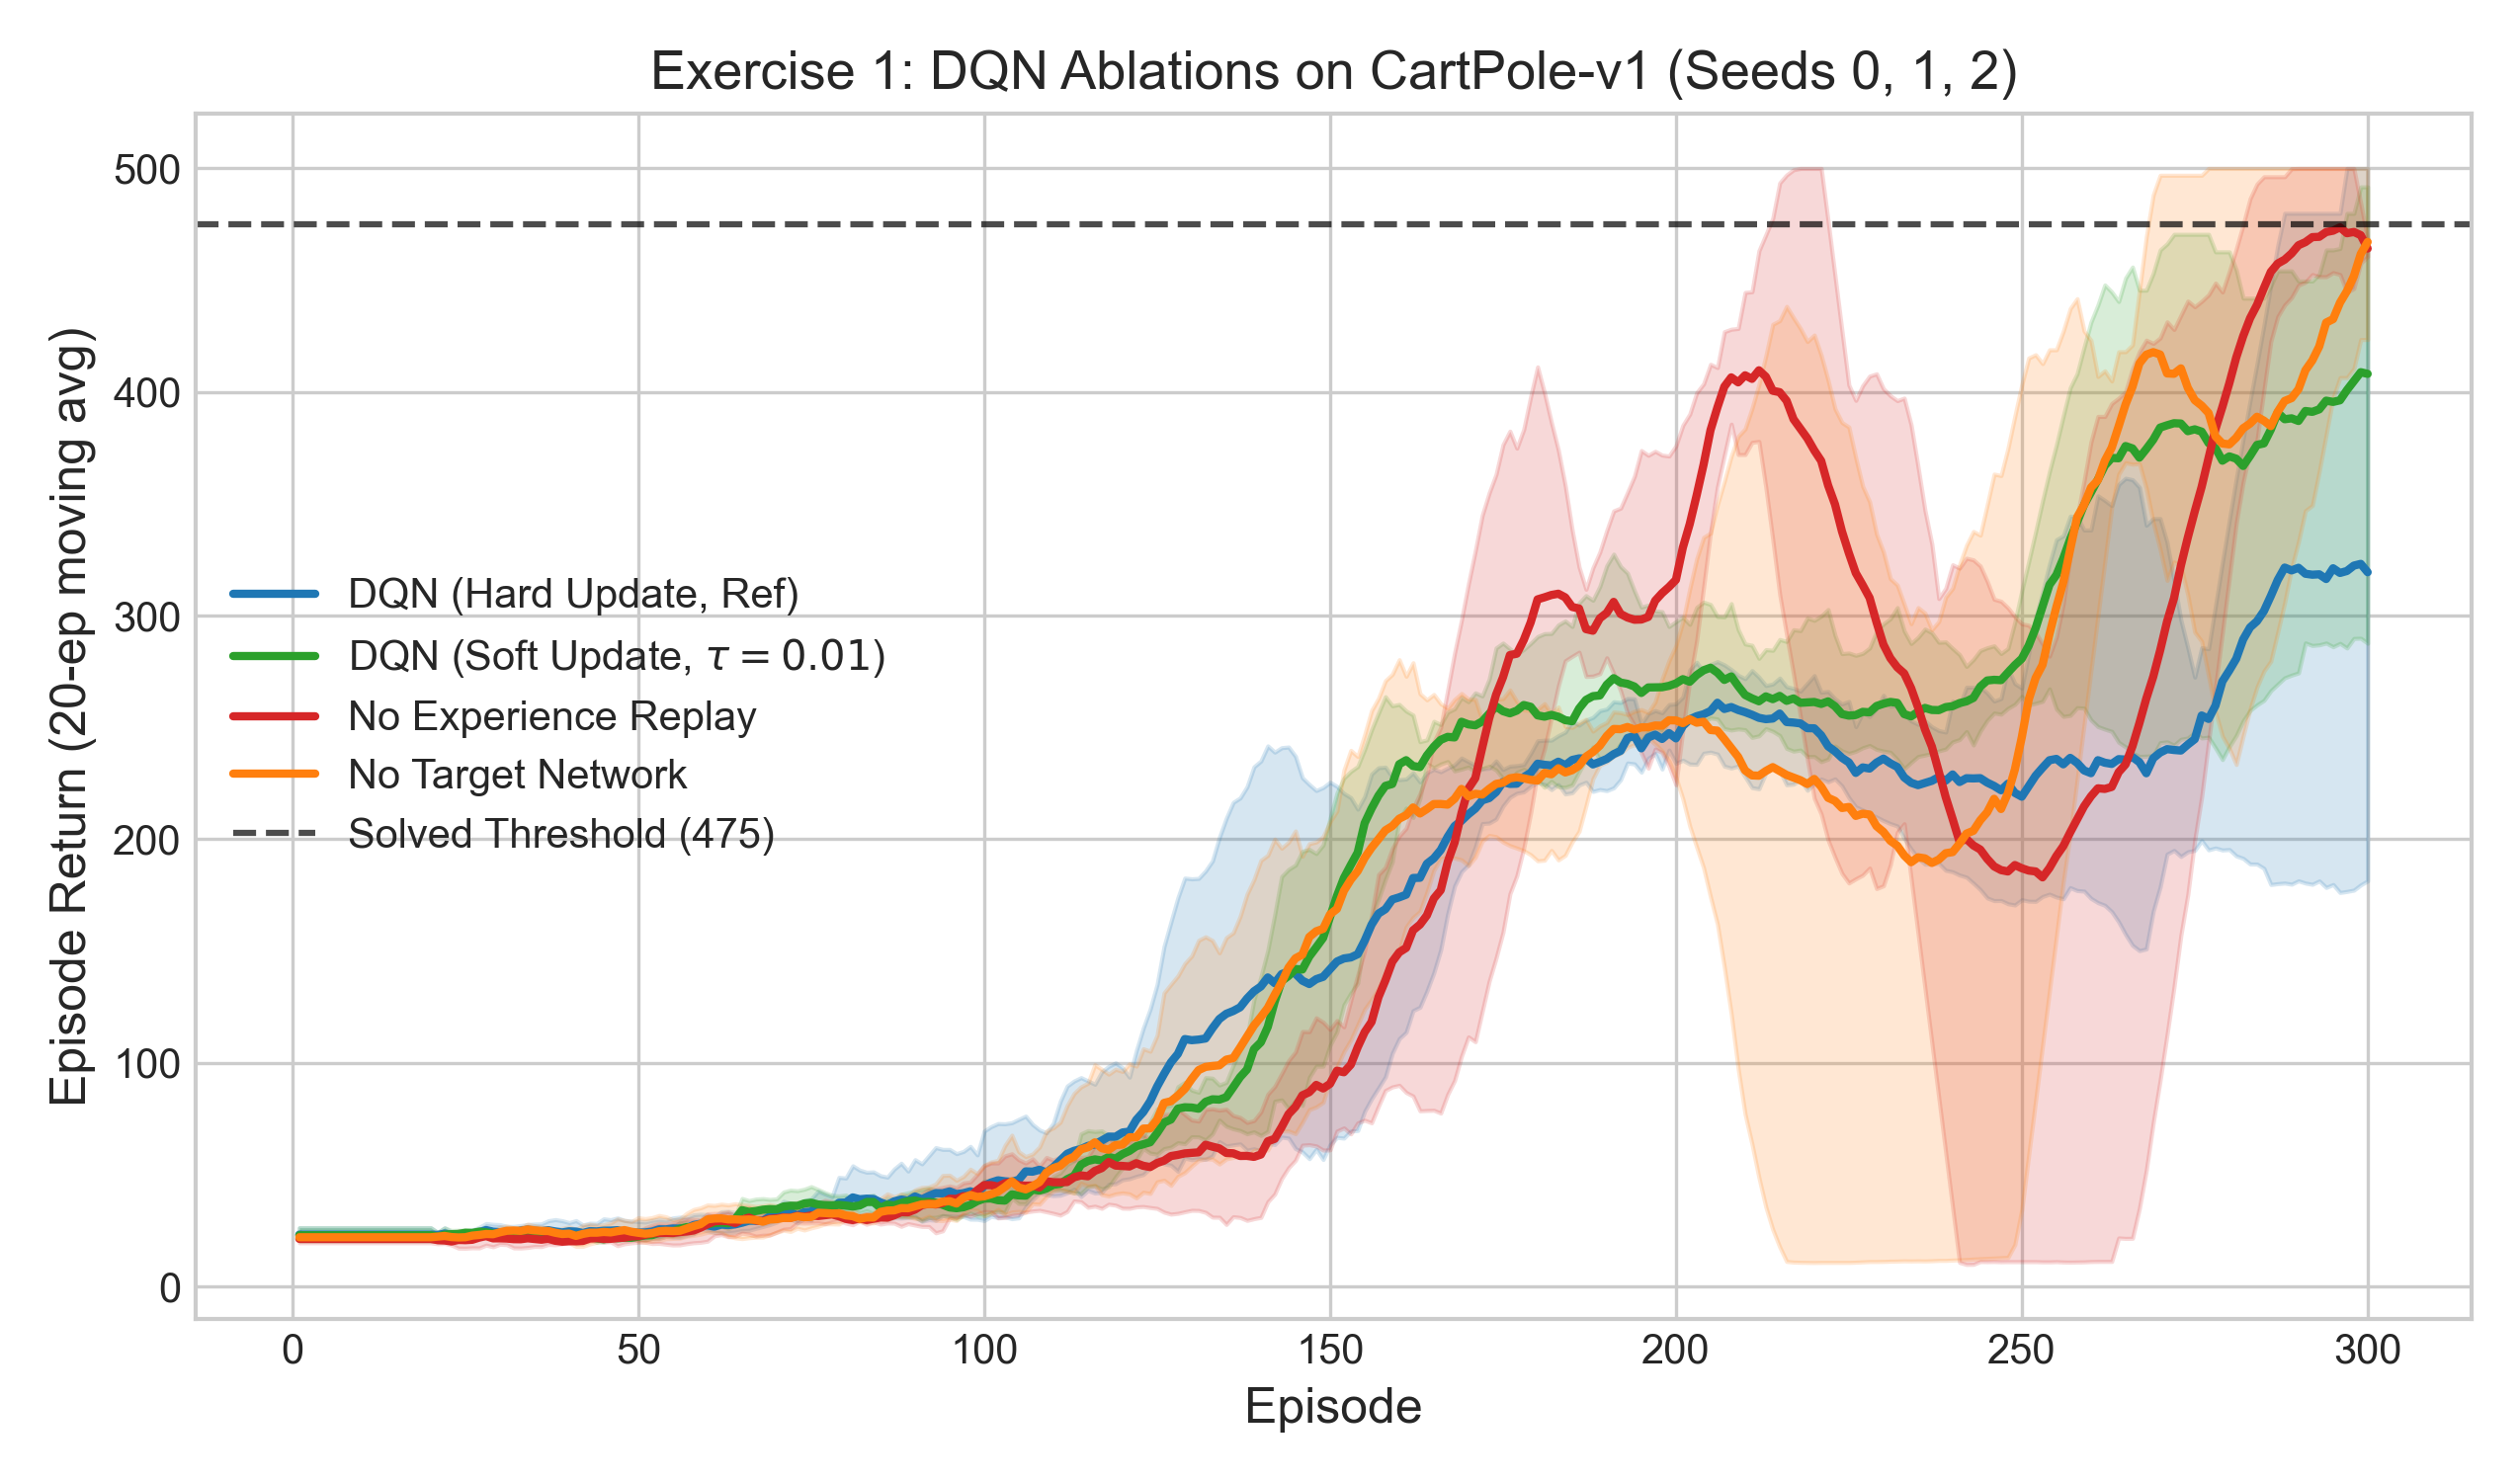 Exercise 1: DQN Ablations on CartPole-v1 (Seeds 0, 1, 2)
Episode Return (20-ep moving avg)
500
400
300
200
100
0
DQN (Hard Update, Ref)
DQN (Soft Update, τ = 0.01)
No Experience Replay
No Target Network
Solved Threshold (475)
0 50 100 150 200 250 300
Episode